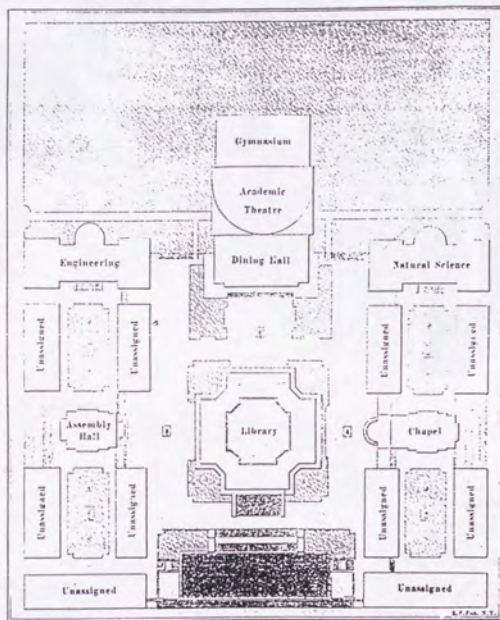 Gymnasium
Academic
Theatre
Engineering
Dining Hall
Natural Science
Unassigned
Unassigned
Unassigned
Unassigned
Assembly
Hall
Library
Chapel
Unassigned
Unassigned
Unassigned
Unassigned
Unassigned
Unassigned